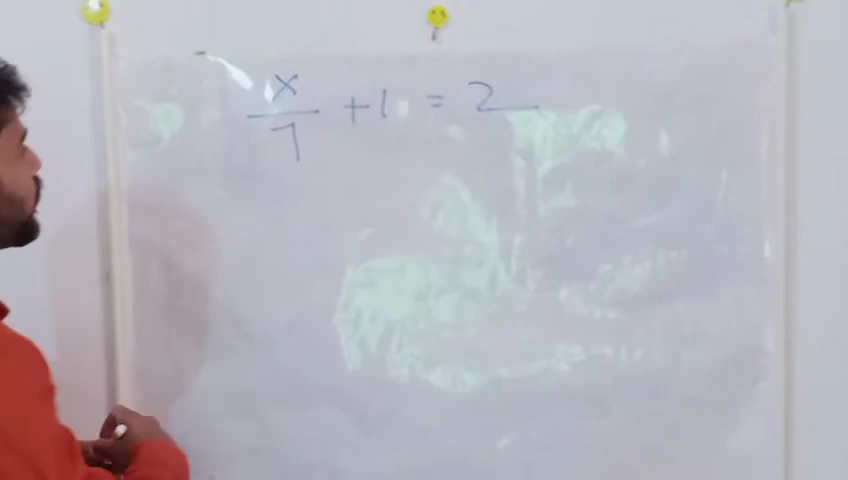 x/7 + 1 = 2